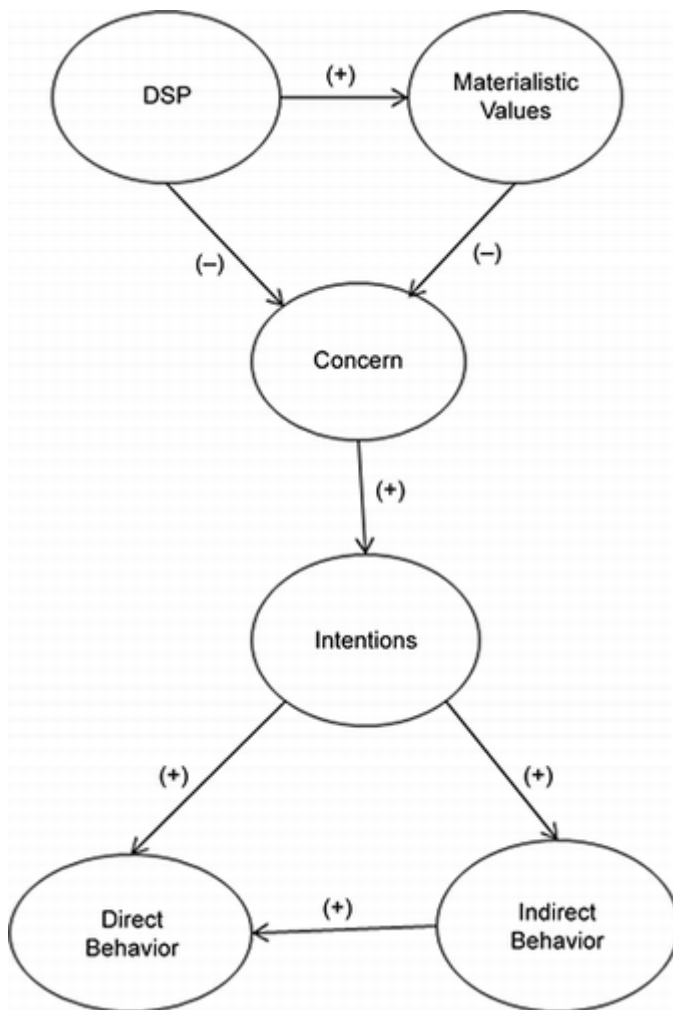 DSP
(+)
Materialistic
Values
(–)
(–)
Concern
(+)
Intentions
(+)
(+)
Direct
Behavior
(+)
Indirect
Behavior